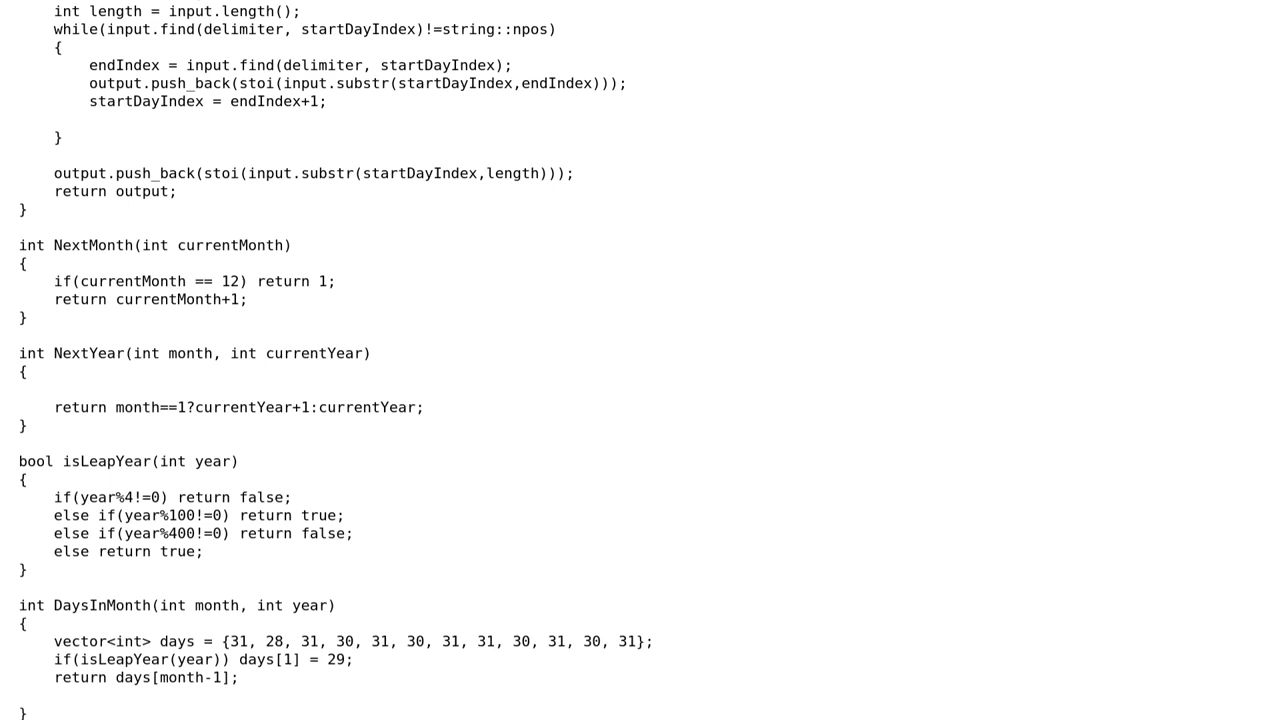 int length = input.length();
    while(input.find(delimiter, startDayIndex)!=string::npos)
    {
        endIndex = input.find(delimiter, startDayIndex);
        output.push_back(stoi(input.substr(startDayIndex,endIndex)));
        startDayIndex = endIndex+1;

    }

    output.push_back(stoi(input.substr(startDayIndex,length)));
    return output;
}

int NextMonth(int currentMonth)
{
    if(currentMonth == 12) return 1;
    return currentMonth+1;
}

int NextYear(int month, int currentYear)
{

    return month==1?currentYear+1:currentYear;
}

bool isLeapYear(int year)
{
    if(year%4!=0) return false;
    else if(year%100!=0) return true;
    else if(year%400!=0) return false;
    else return true;
}

int DaysInMonth(int month, int year)
{
    vector<int> days = {31, 28, 31, 30, 31, 30, 31, 31, 30, 31, 30, 31};
    if(isLeapYear(year)) days[1] = 29;
    return days[month-1];

}